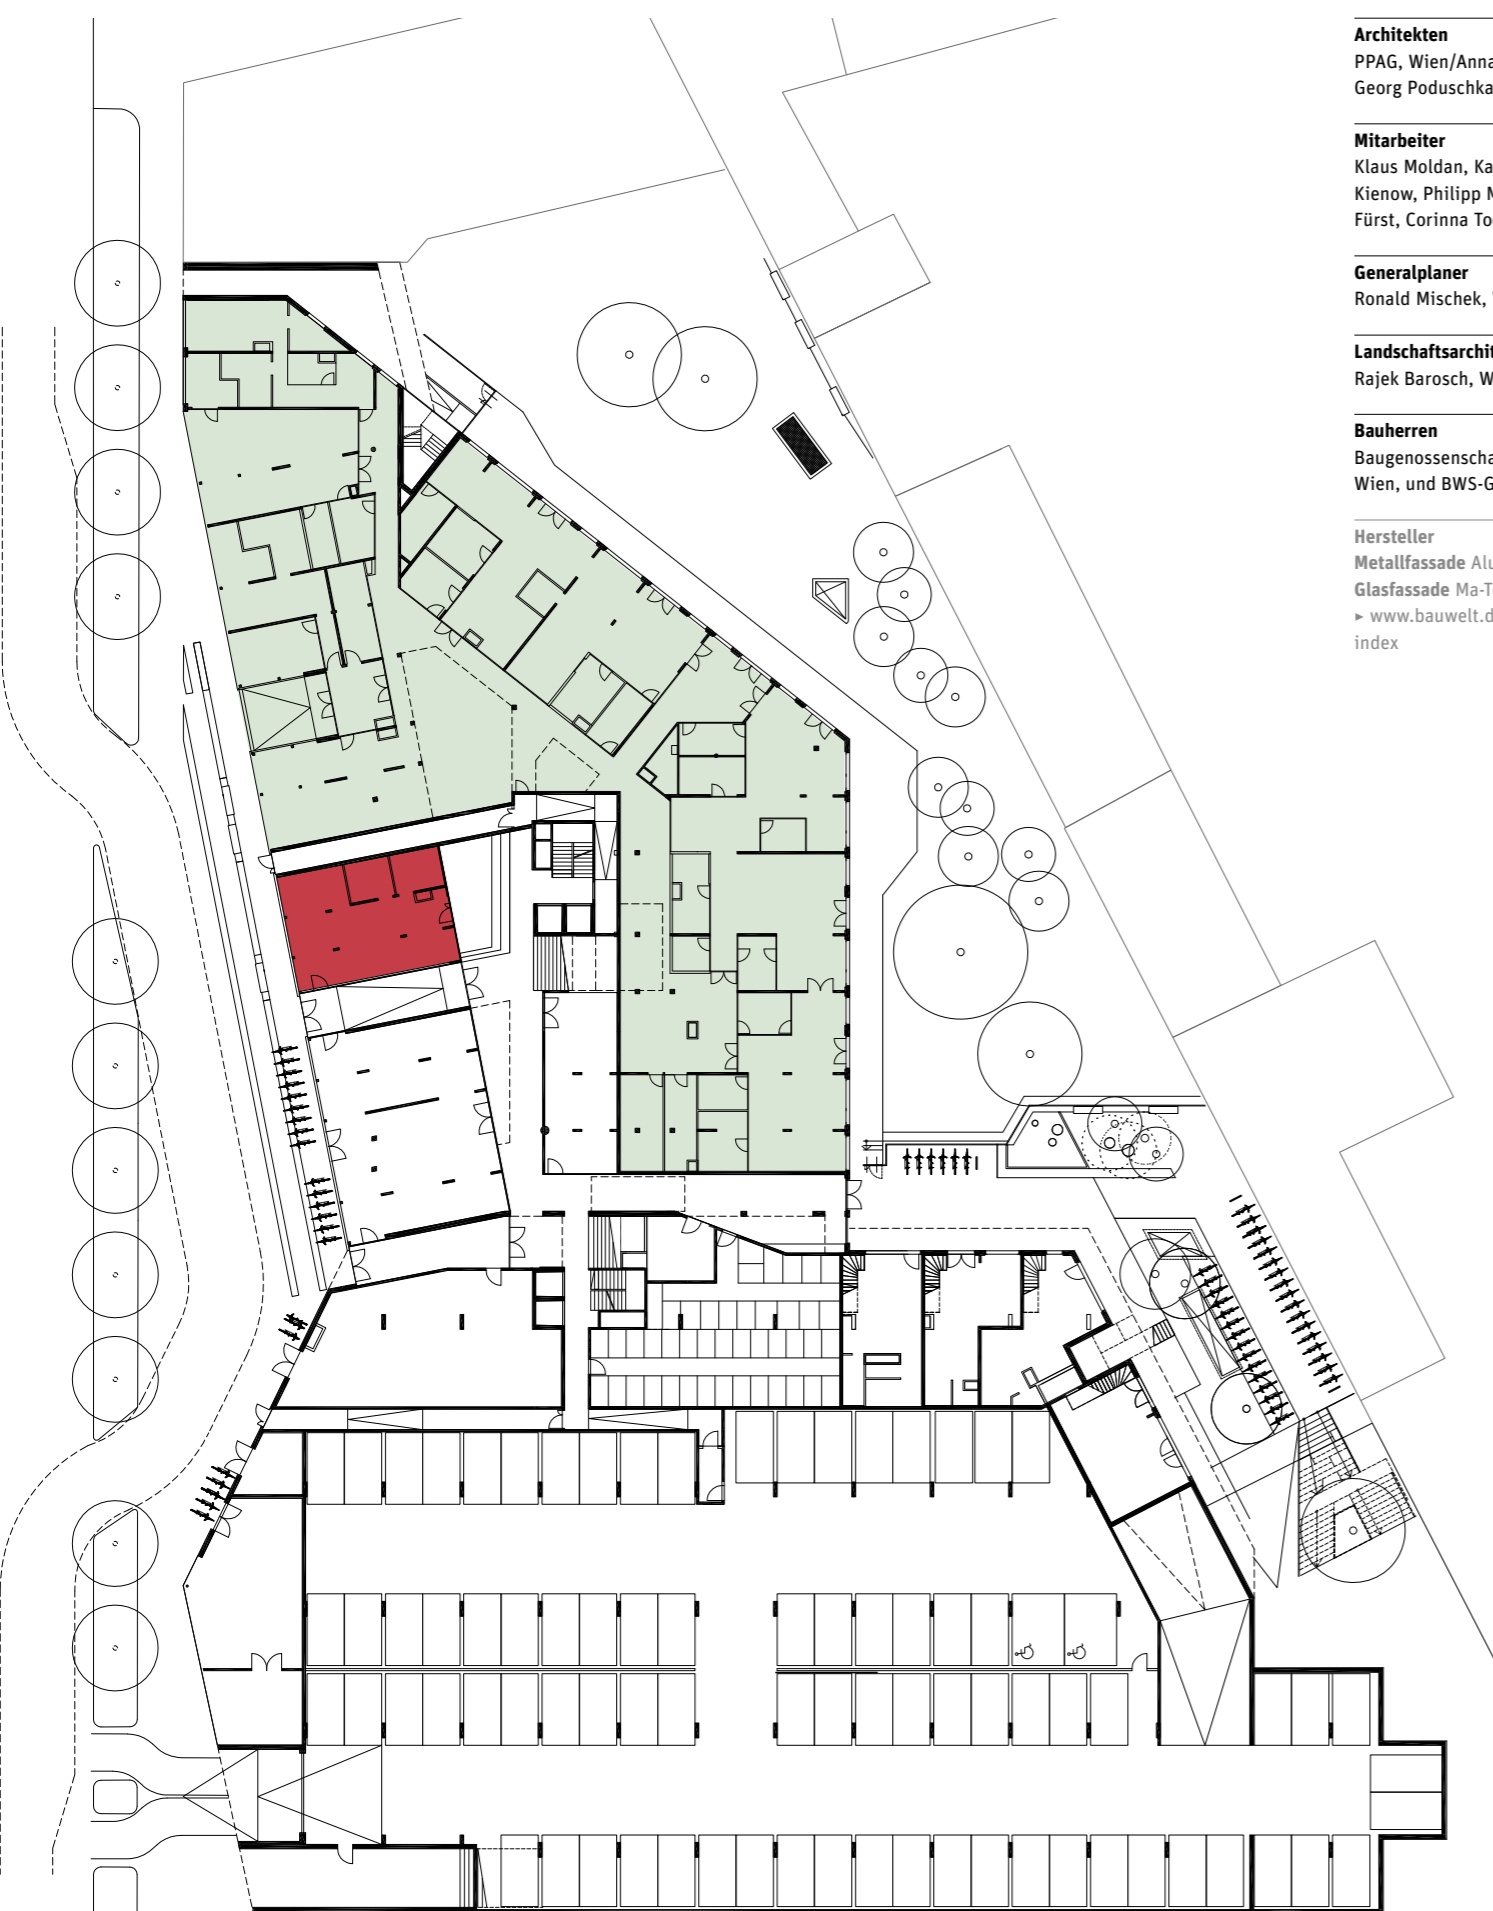 Architekten
PPAG, Wien/Anna
Georg Poduschka
Mitarbeiter
Klaus Moldan, Ka
Kienow, Philipp
Fürst, Corinna To
Generalplaner
Ronald Mischek,
Landschaftsarchit
Rajek Barosch, W
Bauherren
Baugenossenscha
Wien, und BWS-G
Hersteller
Metallfassade Alu
Glasfassade Ma-T
▸ www.bauwelt.d
index